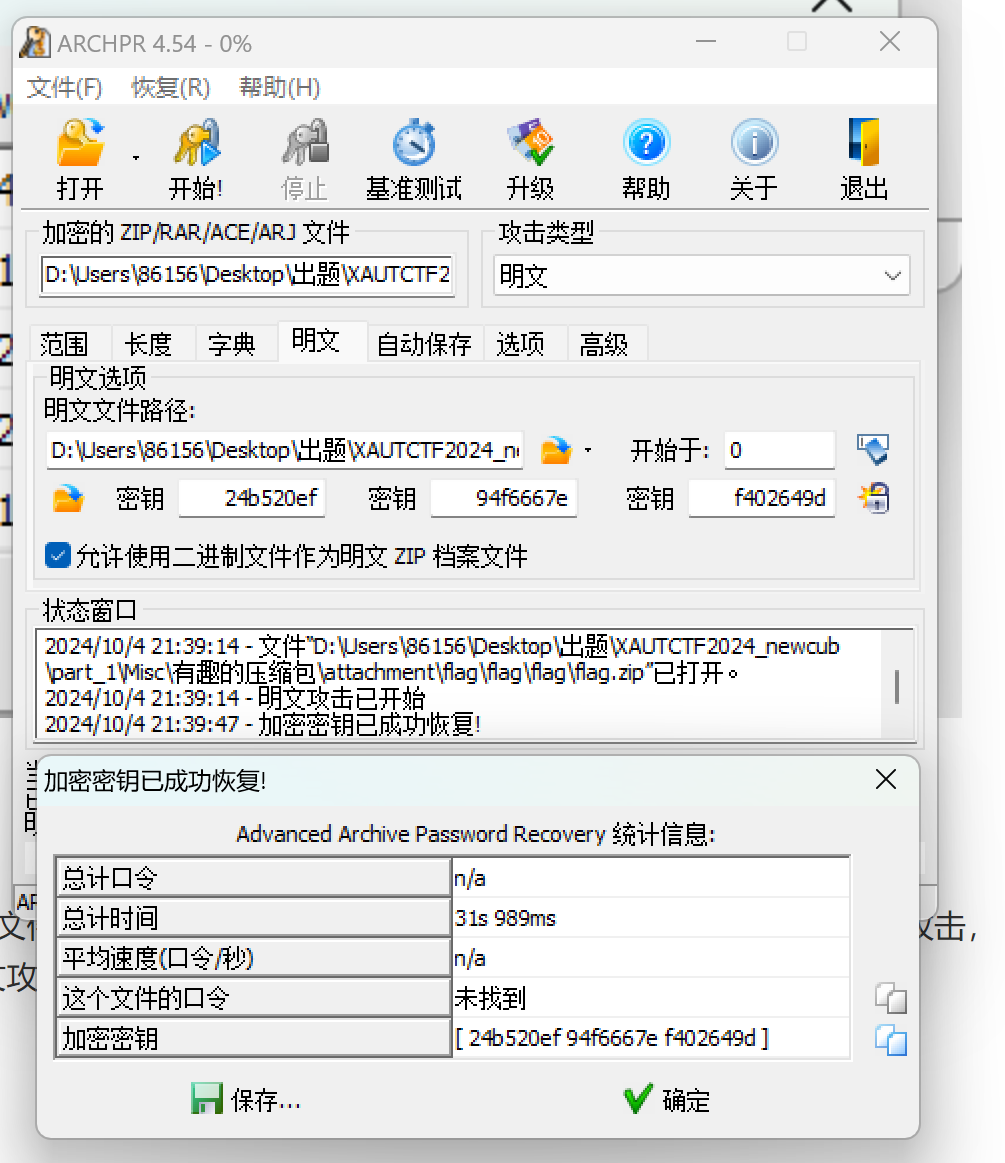 ARCHPR 4.54 - 0%
文件(F) 恢复(R) 帮助(H)
打开 开始! 停止 基准测试 升级 帮助 关于 退出
加密的 ZIP/RAR/ACE/ARJ 文件 攻击类型
D:\Users\86156\Desktop\出题\XAUTCTF2 明文
范围 长度 字典 明文 自动保存 选项 高级
明文选项
明文文件路径:
D:\Users\86156\Desktop\出题\XAUTCTF2024_n 开始于: 0
密钥 24b520ef 密钥 94f6667e 密钥 f402649d
允许使用二进制文件作为明文 ZIP 档案文件
状态窗口
2024/10/4 21:39:14 - 文件"D:\Users\86156\Desktop\出题\XAUTCTF2024_newcub
\part_1\Misc\有趣的压缩包\attachment\flag\flag\flag\flag.zip"已打开。
2024/10/4 21:39:14 - 明文攻击已开始
2024/10/4 21:39:47 - 加密密钥已成功恢复!
加密密钥已成功恢复!
Advanced Archive Password Recovery 统计信息:
总计口令 n/a
总计时间 31s 989ms
平均速度(口令/秒) n/a
这个文件的口令 未找到
加密密钥 [ 24b520ef 94f6667e f402649d ]
保存... 确定